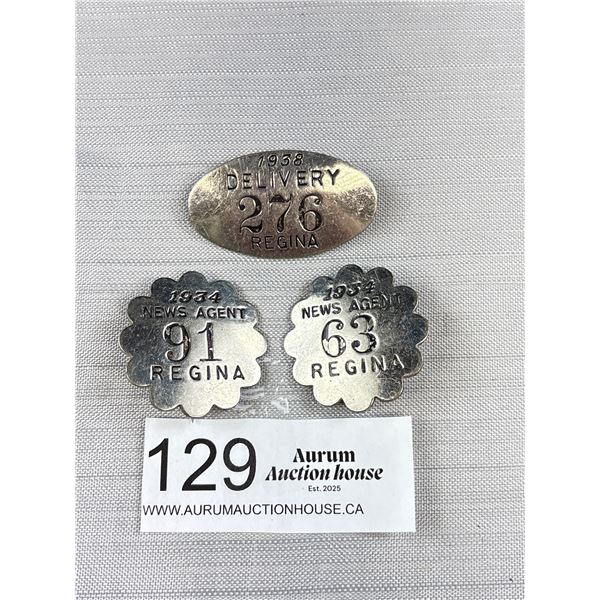 1938
DELIVERY
276
REGINA
1934
NEWS AGENT
91
REGINA
1934
NEWS AGENT
63
REGINA
129
Aurum
Auction house
Est. 2025
WWW.AURUMAUCTIONHOUSE.CA